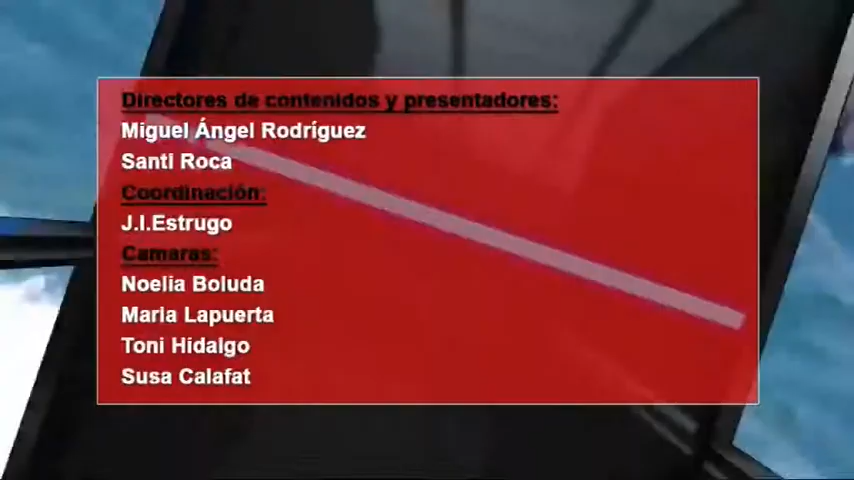 Directores de contenidos y presentadores:
Miguel Ángel Rodríguez
Santi Roca
Coordinación:
J.I.Estrugo
Camaras:
Noelia Boluda
Maria Lapuerta
Toni Hidalgo
Susa Calafat